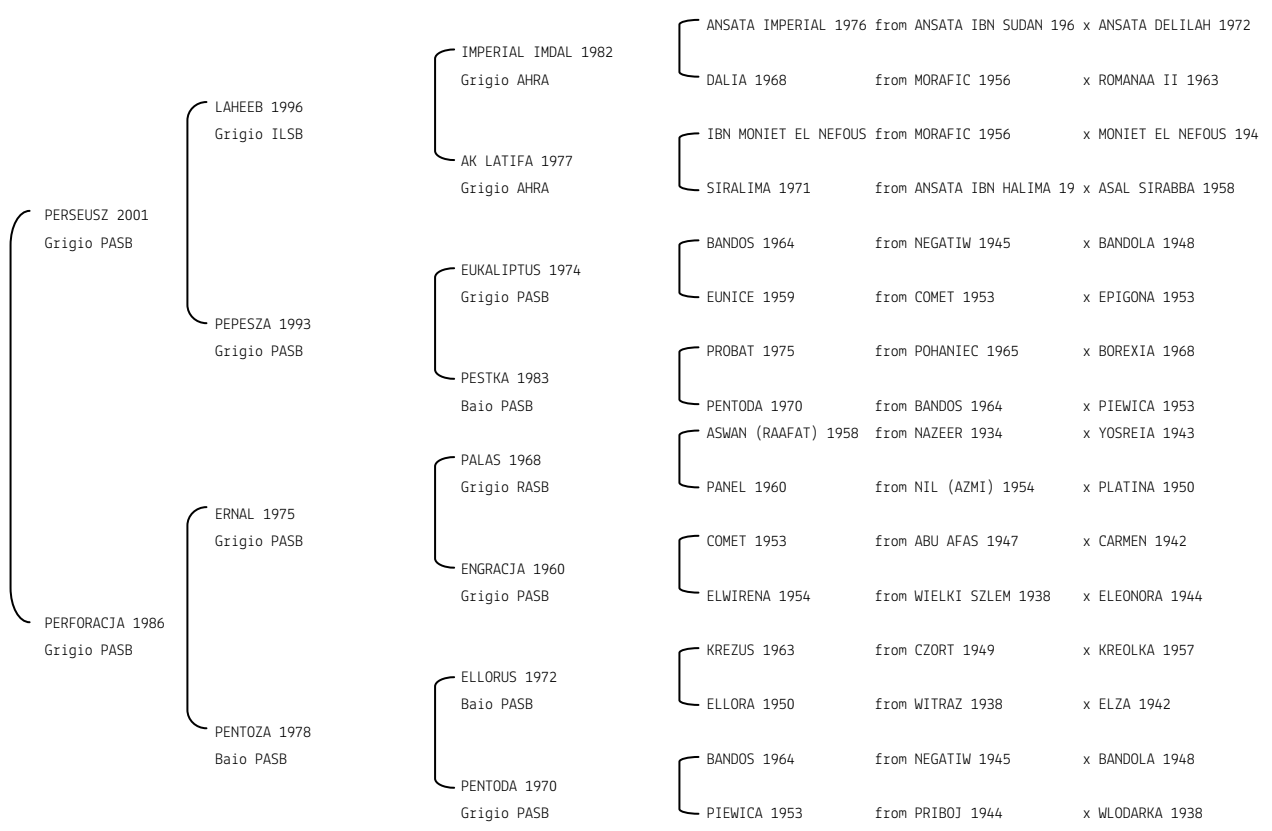 ANSATA IMPERIAL 1976 from ANSATA IBN SUDAN 196 x ANSATA DELILAH 1972
IMPERIAL IMDAL 1982
Grigio AHRA
DALIA 1968 from MORAFIC 1956 x ROMANAA II 1963
LAHEEB 1996
Grigio ILSB
IBN MONIET EL NEFOUS from MORAFIC 1956 x MONIET EL NEFOUS 194
AK LATIFA 1977
Grigio AHRA
SIRALIMA 1971 from ANSATA IBN HALIMA 19 x ASAL SIRABBA 1958
PERSEUSZ 2001
Grigio PASB
BANDOS 1964 from NEGATIW 1945 x BANDOLA 1948
EUKALIPTUS 1974
Grigio PASB
EUNICE 1959 from COMET 1953 x EPIGONA 1953
PEPESZA 1993
Grigio PASB
PROBAT 1975 from POHANIEC 1965 x BOREXIA 1968
PESTKA 1983
Baio PASB
PENTODA 1970 from BANDOS 1964 x PIEWICA 1953
ASWAN (RAAFAT) 1958 from NAZEER 1934 x YOSREIA 1943
PALAS 1968
Grigio RASB
PANEL 1960 from NIL (AZMI) 1954 x PLATINA 1950
ERNAL 1975
Grigio PASB
COMET 1953 from ABU AFAS 1947 x CARMEN 1942
ENGRACJA 1960
Grigio PASB
ELWIRENA 1954 from WIELKI SZLEM 1938 x ELEONORA 1944
PERFORACJA 1986
Grigio PASB
KREZUS 1963 from CZORT 1949 x KREOLKA 1957
ELLORUS 1972
Baio PASB
ELLORA 1950 from WITRAZ 1938 x ELZA 1942
PENTOZA 1978
Baio PASB
BANDOS 1964 from NEGATIW 1945 x BANDOLA 1948
PENTODA 1970
Grigio PASB
PIEWICA 1953 from PRIBOJ 1944 x WLODARKA 1938